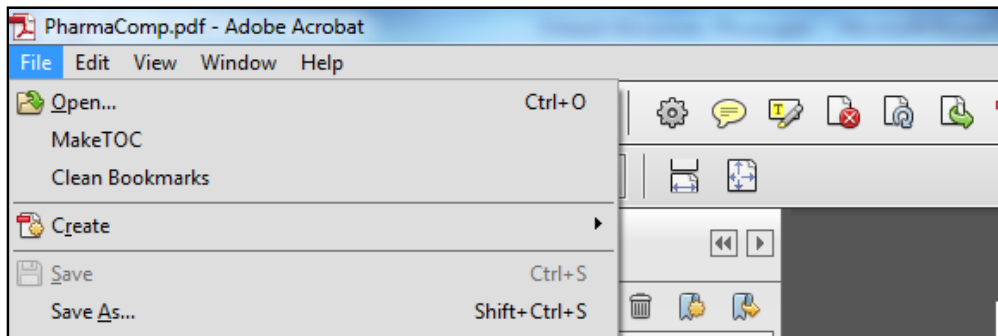 PharmaComp.pdf - Adobe Acrobat
File Edit View Window Help
Open... Ctrl+O
MakeTOC
Clean Bookmarks
Create
Save Ctrl+S
Save As... Shift+Ctrl+S